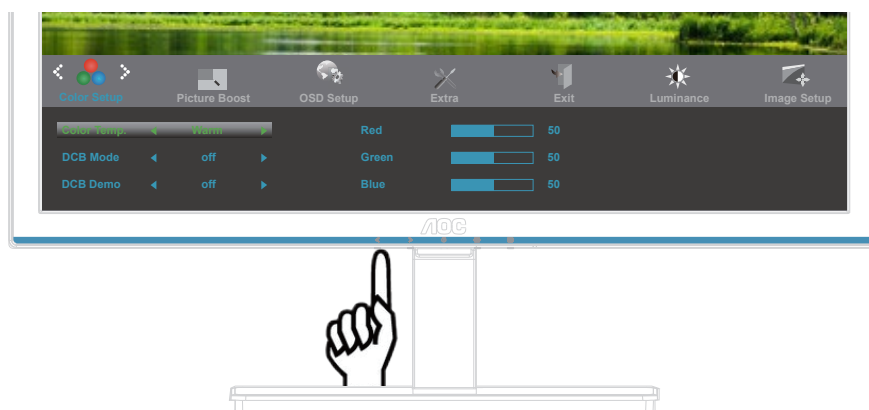 Color Setup Picture Boost OSD Setup Extra Exit Luminance Image Setup
Color Temp. Warm Red 50
DCB Mode off Green 50
DCB Demo off Blue 50
AOC